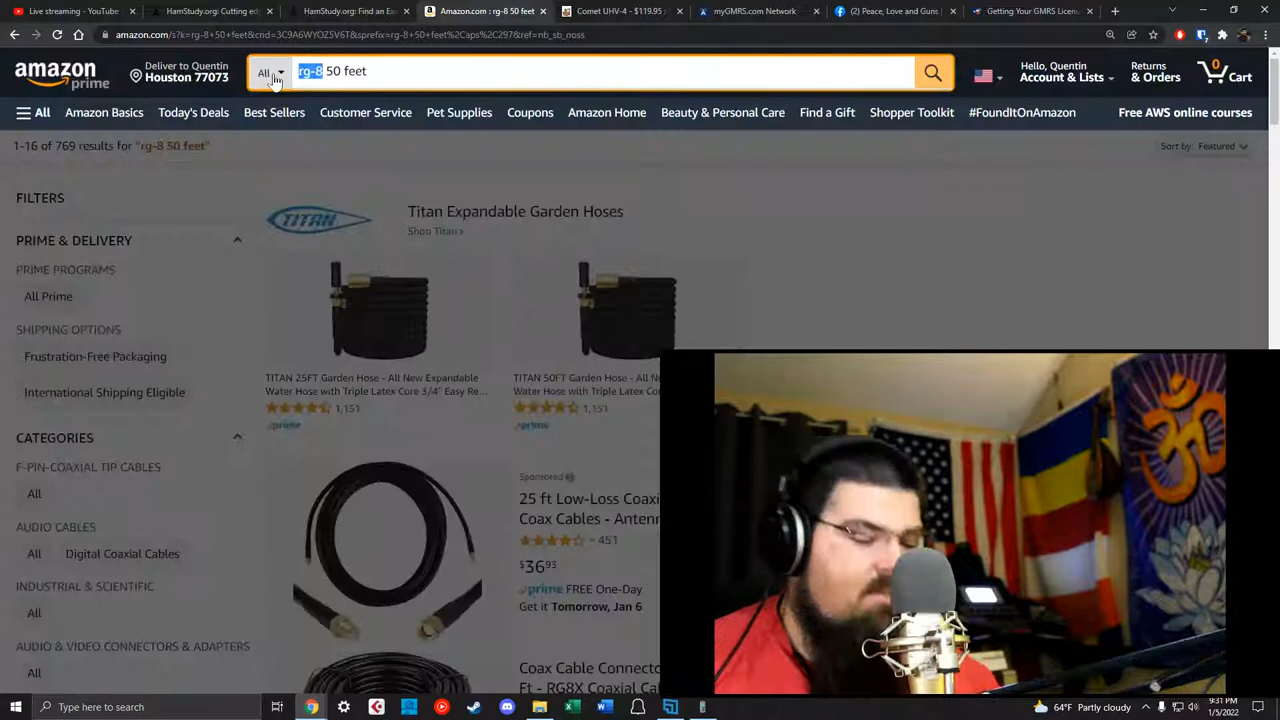 Live streaming - YouTube
HamStudy.org: Cutting edg
HamStudy.org: Find an Exa
Amazon.com : rg-8 50 feet
Comet UHV-4 - $119.95
myGMRS.com Network
(2) Peace, Love and Guns
Getting Your GMRS Licens
amazon.com/s?k=rg-8+50+feet&crid=3C9A6WYOZ5V6T&sprefix=rg-8+50+feet%2Caps%2C297&ref=nb_sb_noss
amazon prime
Deliver to Quentin
Houston 77073
All
rg-8 50 feet
Hello, Quentin
Account & Lists
Returns
& Orders
0
Cart
All
Amazon Basics
Today's Deals
Best Sellers
Customer Service
Pet Supplies
Coupons
Amazon Home
Beauty & Personal Care
Find a Gift
Shopper Toolkit
#FoundItOnAmazon
Free AWS online courses
1-16 of 769 results for "rg-8 50 feet"
Sort by: Featured
FILTERS
PRIME & DELIVERY
PRIME PROGRAMS
All Prime
SHIPPING OPTIONS
Frustration-Free Packaging
International Shipping Eligible
CATEGORIES
F-PIN-COAXIAL TIP CABLES
All
AUDIO CABLES
All
Digital Coaxial Cables
INDUSTRIAL & SCIENTIFIC
All
AUDIO & VIDEO CONNECTORS & ADAPTERS
All
TITAN
Titan Expandable Garden Hoses
Shop Titan ›
TITAN 25FT Garden Hose - All New Expandable
Water Hose with Triple Latex Core 3/4" Easy Re...
1,151
prime
TITAN 50FT Garden Hose - All
Water Hose with Triple Latex
1,151
prime
Sponsored
25 ft Low-Loss Coaxi
Coax Cables - Antenn
451
$36 93
prime FREE One-Day
Get it Tomorrow, Jan 6
Coax Cable Connecto
Ft - RG8X Coaxial Cal
Type here to search
64°F Partly cloudy
9:31 PM
1/5/2022